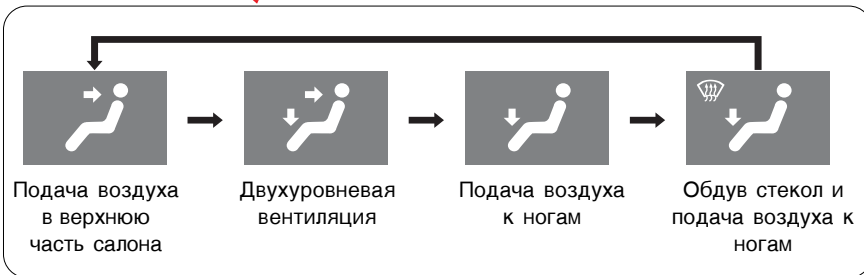 Подача воздуха
в верхнюю
часть салона
Двухуровневая
вентиляция
Подача воздуха
к ногам
Обдув стекол и
подача воздуха к
ногам